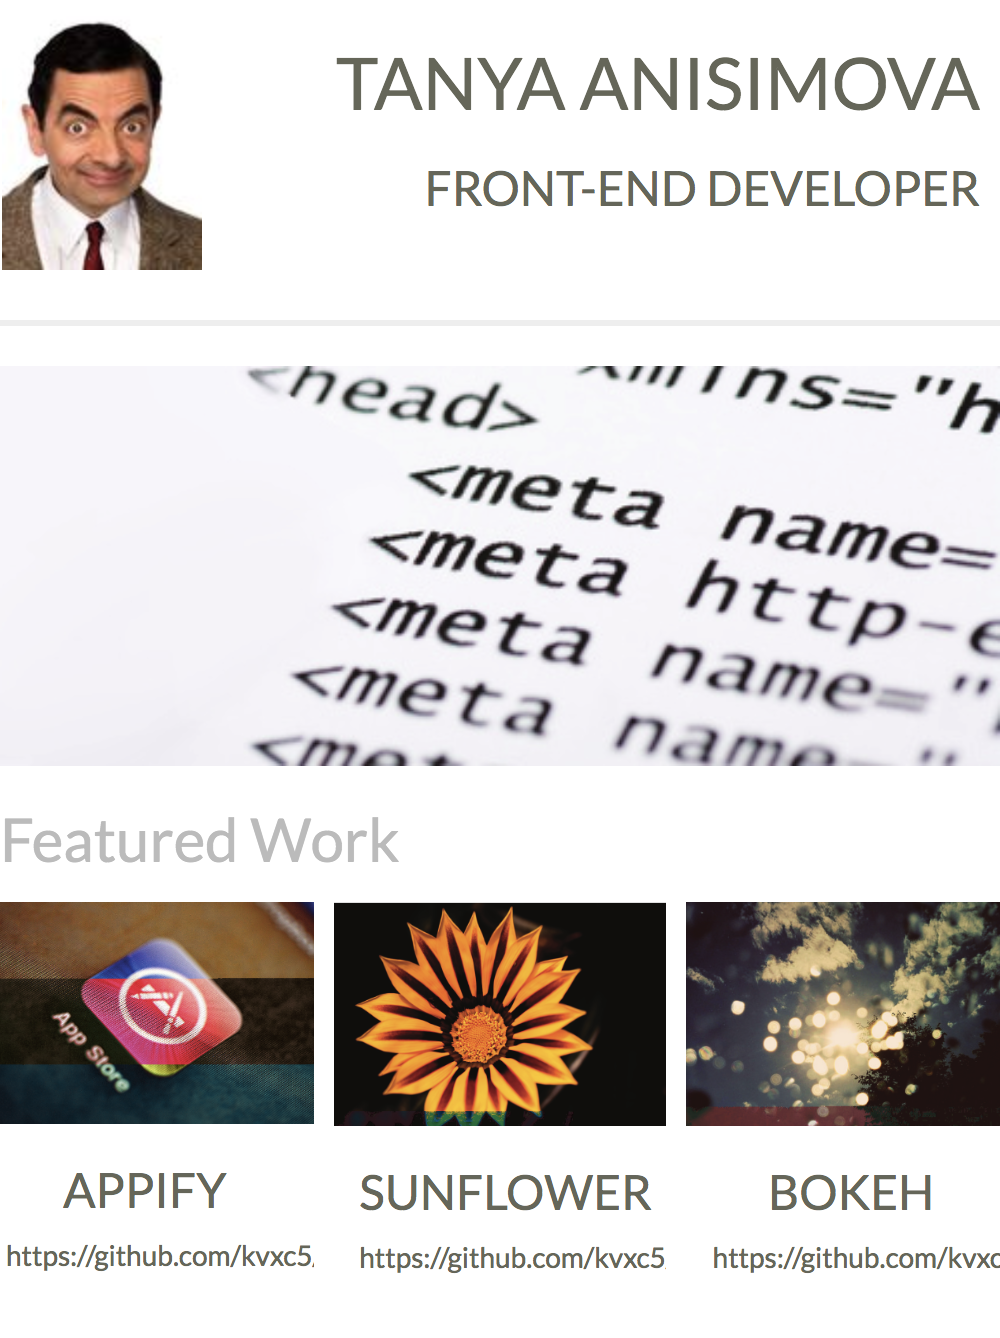 TANYA ANISIMOVA
FRONT-END DEVELOPER
<head>
xmlns="h
<meta name=
<meta http-e
<meta name="
<meta name="
<meta
Featured Work
App Store
APPIFY
SUNFLOWER
BOKEH
https://github.com/kvxc5/
https://github.com/kvxc5
https://github.com/kvxc